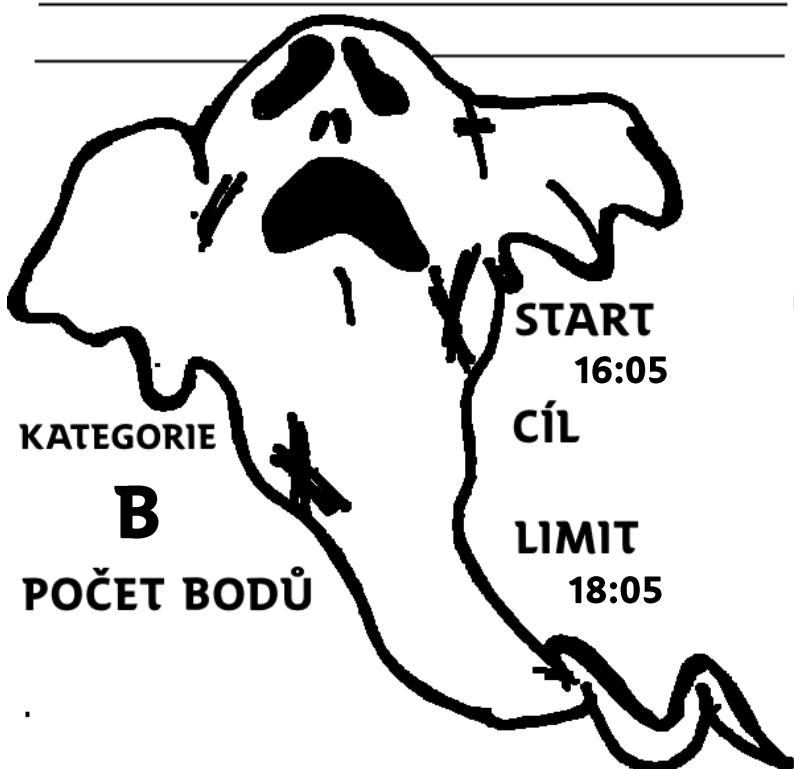 START
16:05
CÍL
KATEGORIE
B
LIMIT
18:05
POČET BODŮ